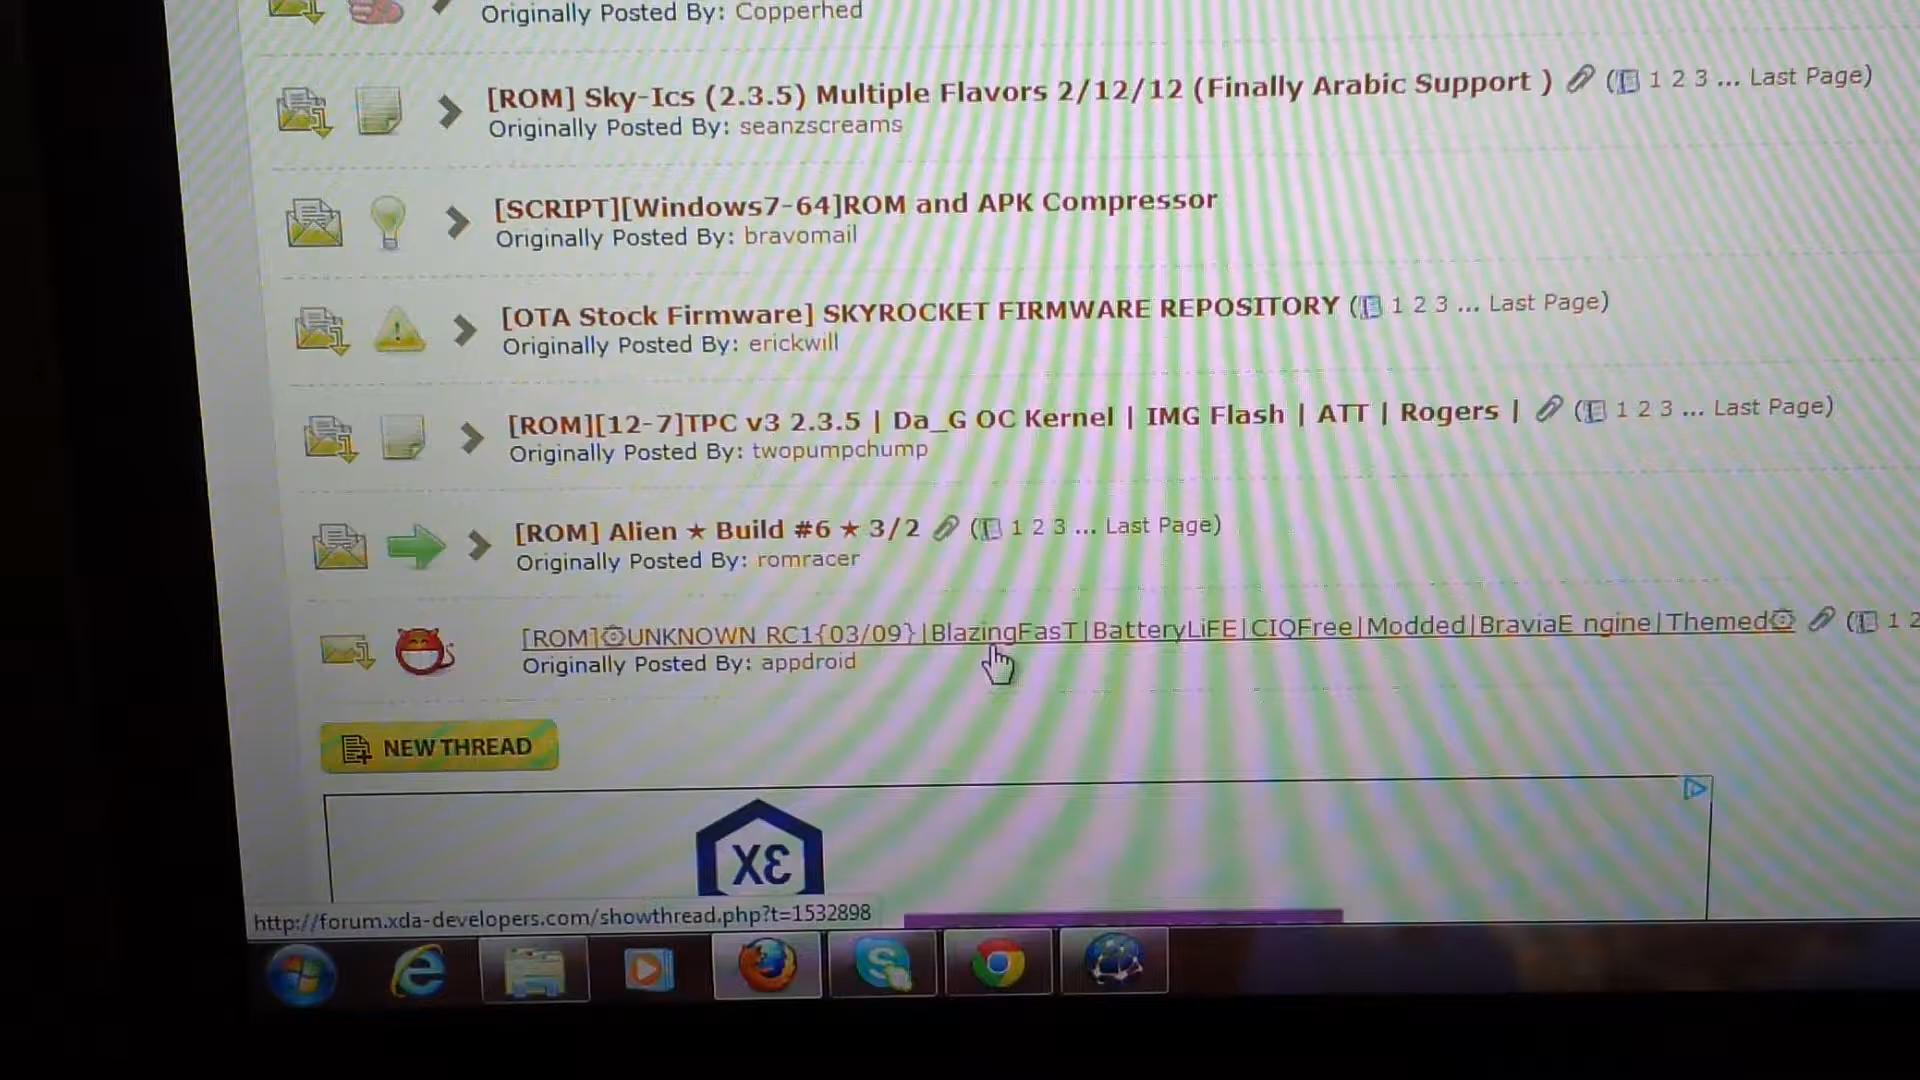 Originally Posted By: Copperhed
[ROM] Sky-Ics (2.3.5) Multiple Flavors 2/12/12 (Finally Arabic Support ) ( 1 2 3 ... Last Page)
Originally Posted By: seanzscreams
[SCRIPT][Windows7-64]ROM and APK Compressor
Originally Posted By: bravomail
[OTA Stock Firmware] SKYROCKET FIRMWARE REPOSITORY ( 1 2 3 ... Last Page)
Originally Posted By: erickwill
[ROM][12-7]TPC v3 2.3.5 | Da_G OC Kernel | IMG Flash | ATT | Rogers | ( 1 2 3 ... Last Page)
Originally Posted By: twopumpchump
[ROM] Alien ★ Build #6 ★ 3/2 ( 1 2 3 ... Last Page)
Originally Posted By: romracer
[ROM]۞UNKNOWN RC1{03/09}|BlazingFasT|BatteryLiFE|CIQFree|Modded|BraviaE ngine|Themed۞ ( 1 2
Originally Posted By: appdroid
NEW THREAD
http://forum.xda-developers.com/showthread.php?t=1532898